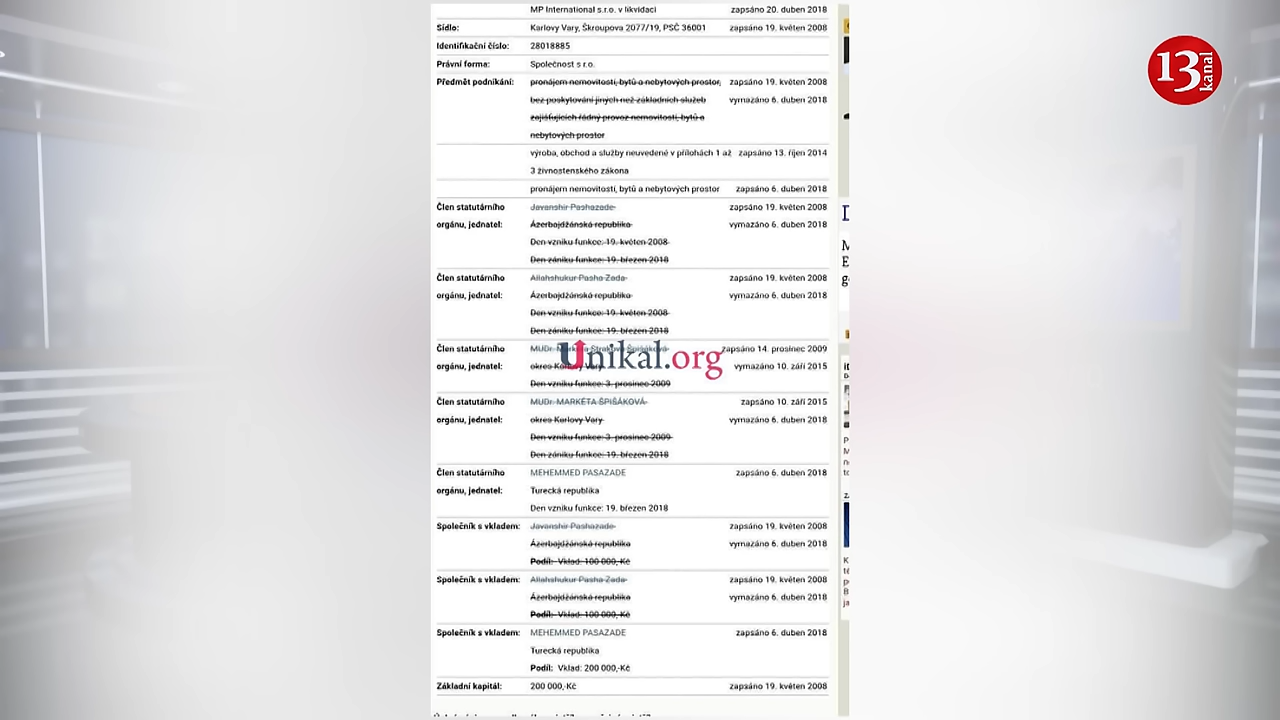 MP International s.r.o. v likvidaci zapsáno 20. duben 2018
Sídlo: Karlovy Vary, Škroupova 2077/19, PSČ 36001 zapsáno 19. květen 2008
Identifikační číslo: 28018885
Právní forma: Společnost s r.o.
Předmět podnikání: pronájem nemovitostí, bytů a nebytových prostor, zapsáno 19. květen 2008
bez poskytování jiných než základních služeb vymazáno 6. duben 2018
zajišťujících řádný provoz nemovitostí, bytů a
nebytových prostor
výroba, obchod a služby neuvedené v přílohách 1 až zapsáno 13. říjen 2014
3 živnostenského zákona
pronájem nemovitostí, bytů a nebytových prostor zapsáno 6. duben 2018
Člen statutárního Javanshir Pashazade zapsáno 19. květen 2008
orgánu, jednatel: Ázerbajdžánská republika vymazáno 6. duben 2018
Den vzniku funkce: 19. květen 2008
Den zániku funkce: 19. březen 2018
Člen statutárního Allahshukur Pasha Zada zapsáno 19. květen 2008
orgánu, jednatel: Ázerbajdžánská republika vymazáno 6. duben 2018
Den vzniku funkce: 19. květen 2008
Den zániku funkce: 19. březen 2018
Člen statutárního MUDr. Markéta Straková Špišáková zapsáno 14. prosinec 2009
orgánu, jednatel: okres Karlovy Vary vymazáno 10. září 2015
Den vzniku funkce: 3. prosinec 2009
Člen statutárního MUDr. MARKÉTA ŠPIŠÁKOVÁ zapsáno 10. září 2015
orgánu, jednatel: okres Karlovy Vary vymazáno 6. duben 2018
Den vzniku funkce: 3. prosinec 2009
Den zániku funkce: 19. březen 2018
Člen statutárního MEHEMMED PASAZADE zapsáno 6. duben 2018
orgánu, jednatel: Turecká republika
Den vzniku funkce: 19. březen 2018
Společník s vkladem: Javanshir Pashazade zapsáno 19. květen 2008
Ázerbajdžánská republika vymazáno 6. duben 2018
Podíl: Vklad: 100 000,-Kč
Společník s vkladem: Allahshukur Pasha Zada zapsáno 19. květen 2008
Ázerbajdžánská republika vymazáno 6. duben 2018
Podíl: Vklad: 100 000,-Kč
Společník s vkladem: MEHEMMED PASAZADE zapsáno 6. duben 2018
Turecká republika
Podíl: Vklad: 200 000,-Kč
Základní kapitál: 200 000,-Kč zapsáno 19. květen 2008
Unikal.org
13 kanal